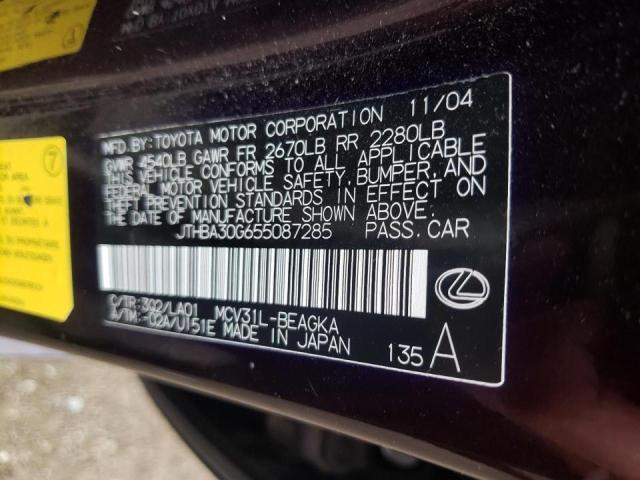 MFD. BY: TOYOTA MOTOR CORPORATION 11/04
GVWR 4540LB GAWR FR 2670LB RR 2280LB
THIS VEHICLE CONFORMS TO ALL APPLICABLE
FEDERAL MOTOR VEHICLE SAFETY, BUMPER, AND
THEFT PREVENTION STANDARDS IN EFFECT ON
THE DATE OF MANUFACTURE SHOWN ABOVE.
JTHBA30G655087285 PASS. CAR
C/TR: 302/LA01 MCV31L-BEAGKA
A/TM: -02A/U151E MADE IN JAPAN
135 A
7